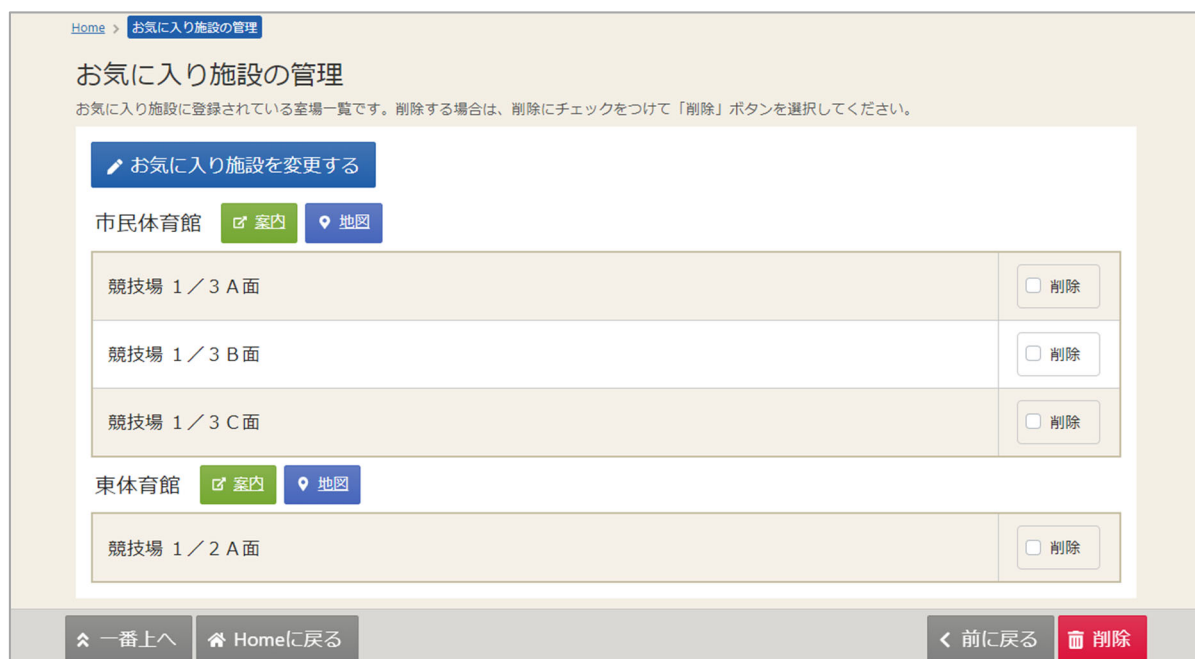 Home > お気に入り施設の管理
お気に入り施設の管理
お気に入り施設に登録されている室場一覧です。削除する場合は、削除にチェックをつけて「削除」ボタンを選択してください。
お気に入り施設を変更する
市民体育館 案内 地図
競技場 １／３Ａ面 削除
競技場 １／３Ｂ面 削除
競技場 １／３Ｃ面 削除
東体育館 案内 地図
競技場 １／２Ａ面 削除
一番上へ Homeに戻る 前に戻る 削除